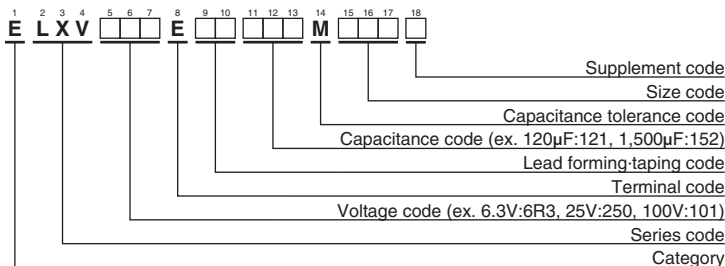 1 2 3 4 5 6 7 8 9 10 11 12 13 14 15 16 17 18
E L X V □□□ E □□ □□□ M □□□ □
Supplement code
Size code
Capacitance tolerance code
Capacitance code (ex. 120µF:121, 1,500µF:152)
Lead forming·taping code
Terminal code
Voltage code (ex. 6.3V:6R3, 25V:250, 100V:101)
Series code
Category